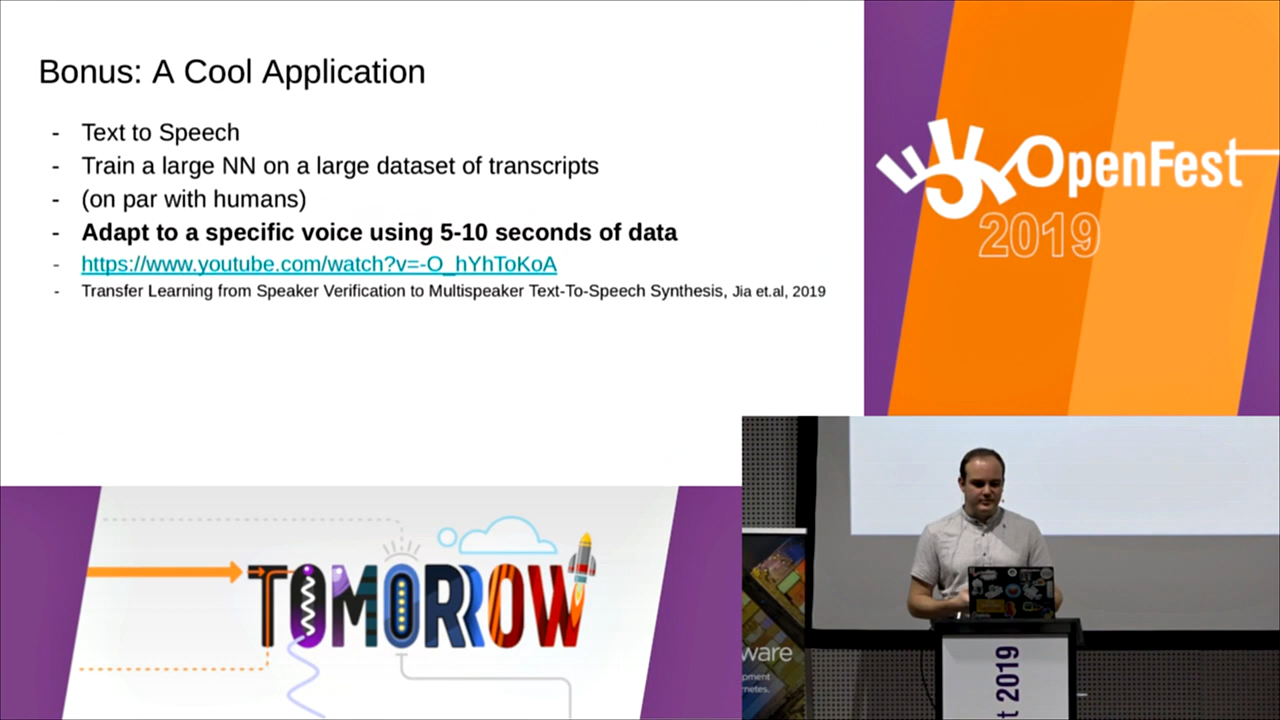 Bonus: A Cool Application
- Text to Speech
- Train a large NN on a large dataset of transcripts
- (on par with humans)
- Adapt to a specific voice using 5-10 seconds of data
- https://www.youtube.com/watch?v=-O_hYhToKoA
- Transfer Learning from Speaker Verification to Multispeaker Text-To-Speech Synthesis, Jia et.al, 2019
OpenFest
2019
TOMORROW
ware
pment
rnetes.
t 2019